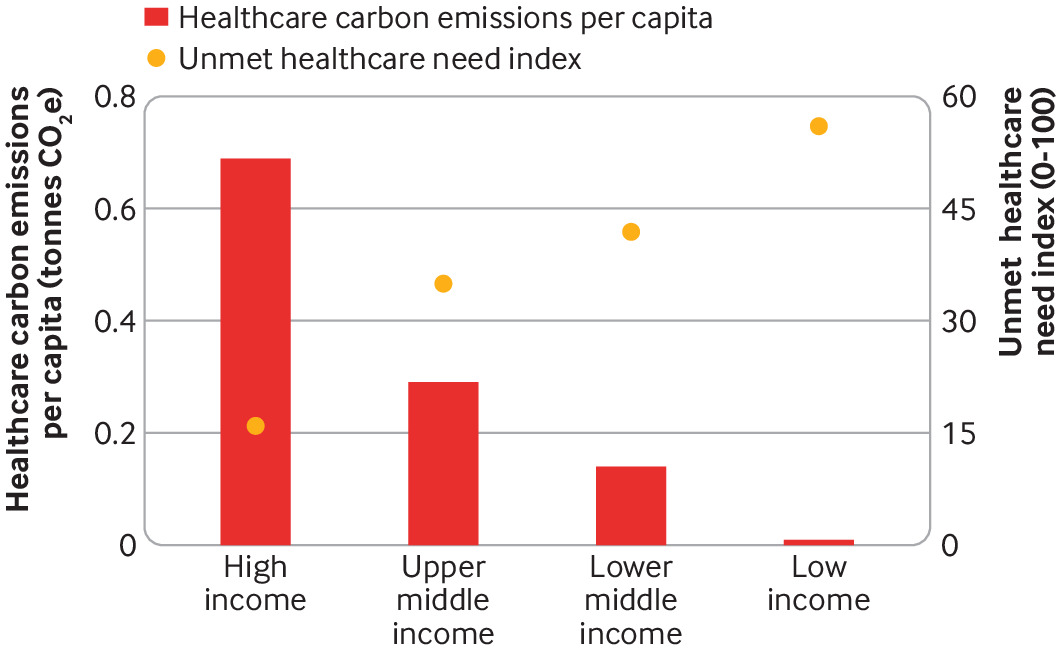 Healthcare carbon emissions per capita
Unmet healthcare need index
Healthcare carbon emissions
per capita (tonnes CO₂e)
0.8
0.6
0.4
0.2
0
60
45
30
15
0
Unmet healthcare
need index (0-100)
High
income
Upper
middle
income
Lower
middle
income
Low
income